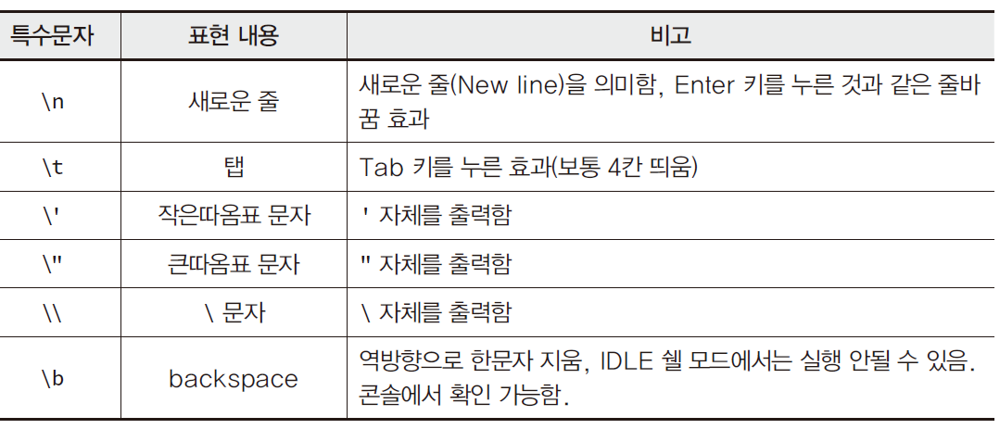 특수문자 표현 내용 비고
\n 새로운 줄 새로운 줄(New line)을 의미함, Enter 키를 누른 것과 같은 줄바
꿈 효과
\t 탭 Tab 키를 누른 효과(보통 4칸 띄움)
\' 작은따옴표 문자 ' 자체를 출력함
\" 큰따옴표 문자 " 자체를 출력함
\\ \ 문자 \ 자체를 출력함
\b backspace 역방향으로 한문자 지움, IDLE 쉘 모드에서는 실행 안될 수 있음.
콘솔에서 확인 가능함.